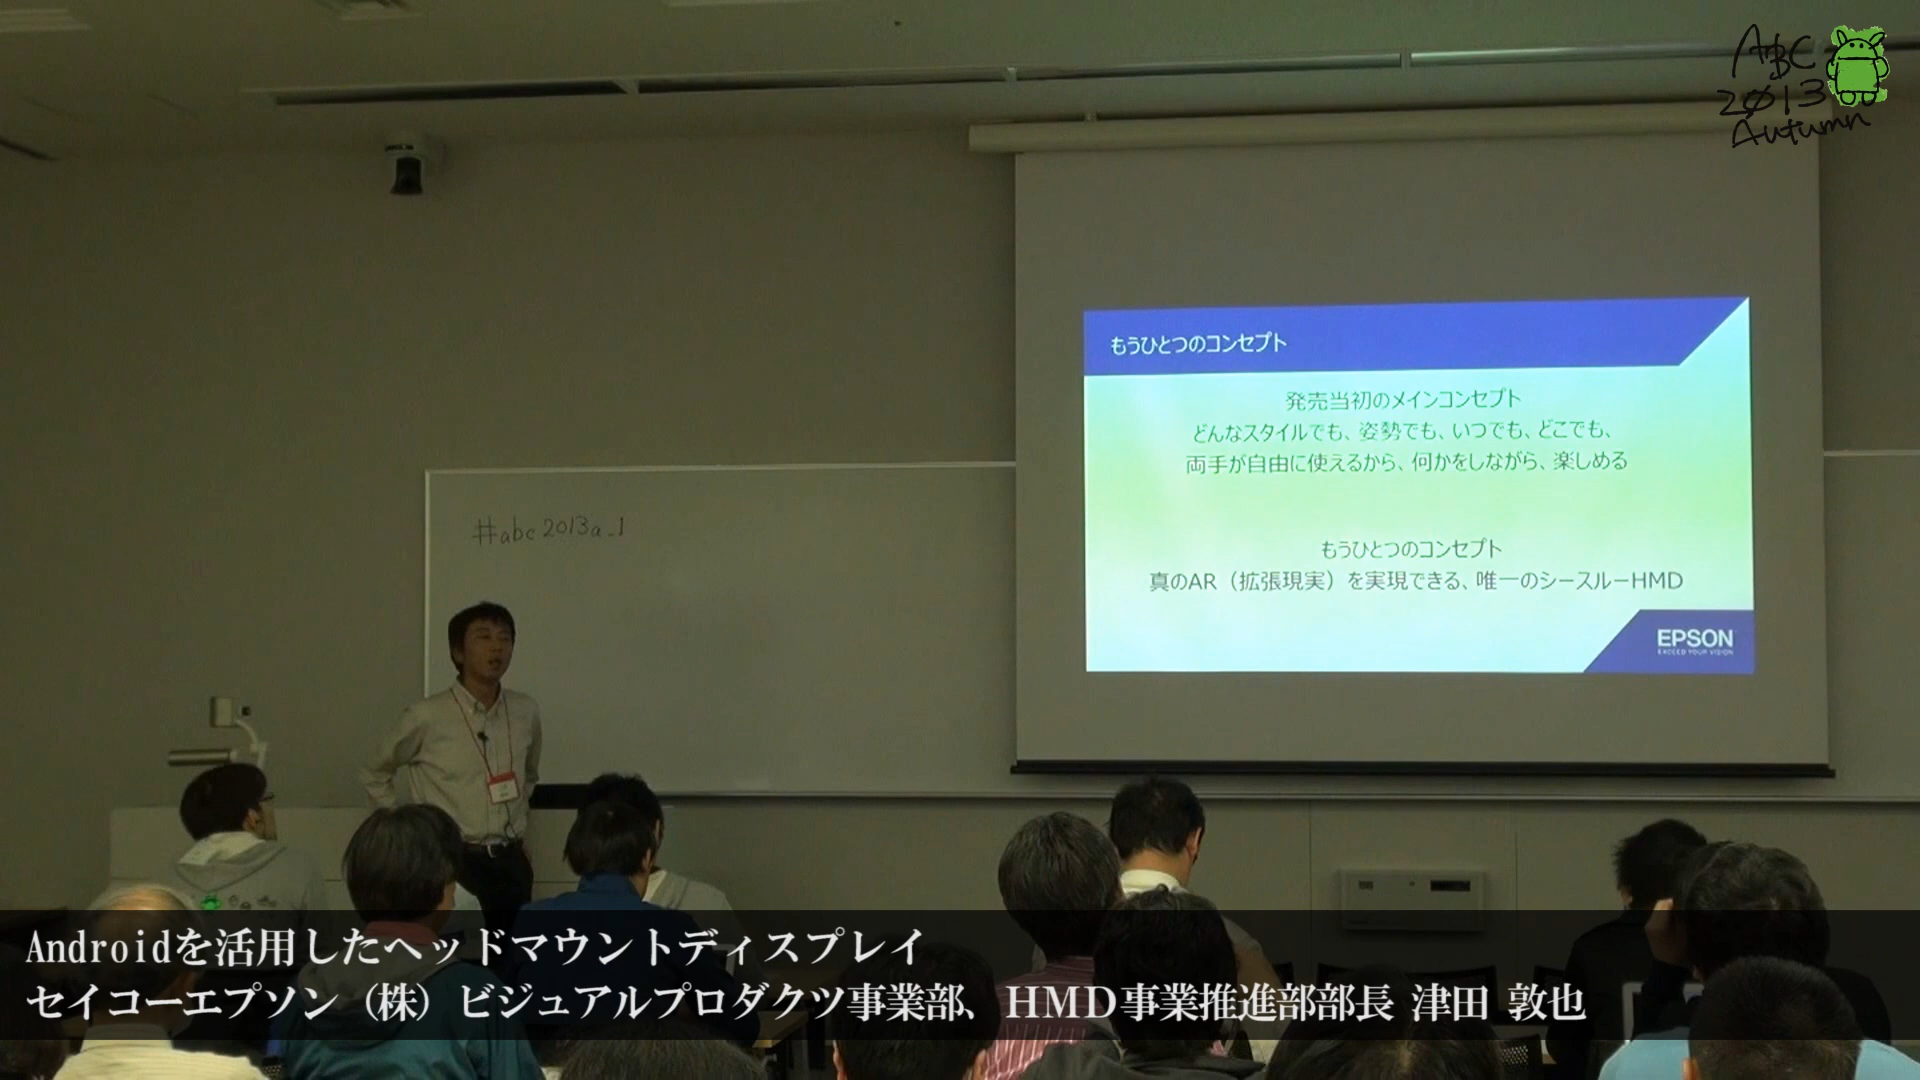 ABC
2013
Autumn
もうひとつのコンセプト
発売当初のメインコンセプト
どんなスタイルでも、姿勢でも、いつでも、どこでも、
両手が自由に使えるから、何かをしながら、楽しめる
もうひとつのコンセプト
真のAR（拡張現実）を実現できる、唯一のシースルーHMD
EPSON
EXCEED YOUR VISION
#abc2013a_1
Androidを活用したヘッドマウントディスプレイ
セイコーエプソン（株）ビジュアルプロダクツ事業部、HMD事業推進部部長 津田 敦也